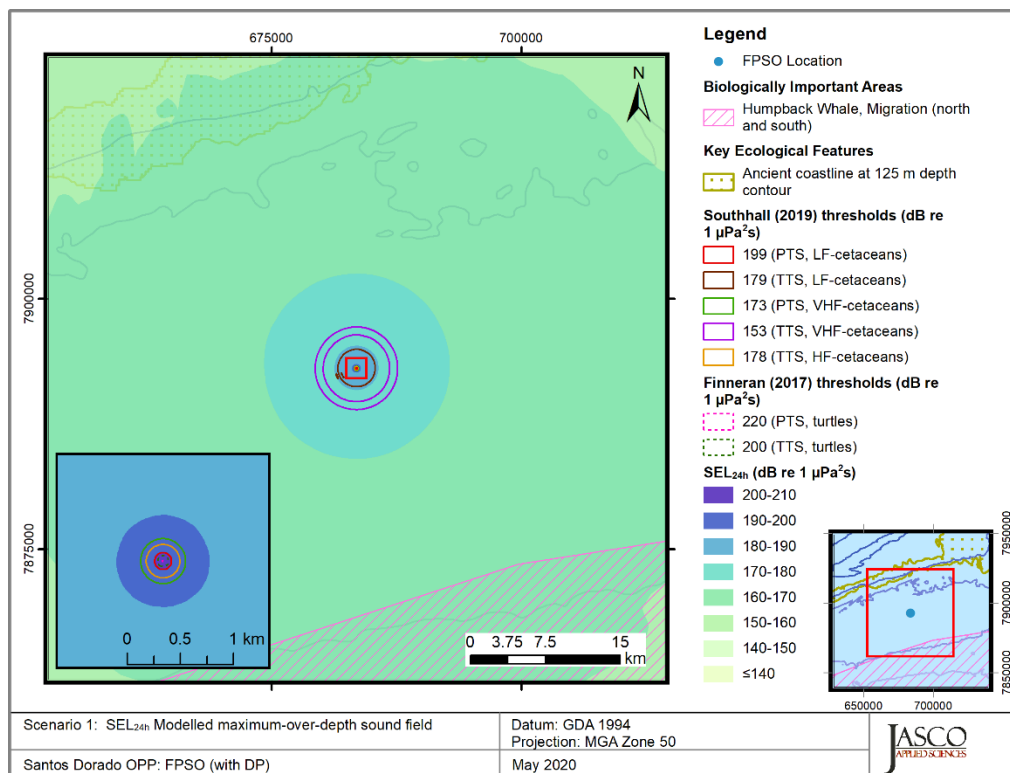 675000
700000
7900000
7875000
N
0
0.5
1 km
0 3.75 7.5
15
km
Legend
FPSO Location
Biologically Important Areas
Humpback Whale, Migration (north
and south)
Key Ecological Features
Ancient coastline at 125 m depth
contour
Southhall (2019) thresholds (dB re
1 µPa²s)
199 (PTS, LF-cetaceans)
179 (TTS, LF-cetaceans)
173 (PTS, VHF-cetaceans)
153 (TTS, VHF-cetaceans)
178 (TTS, HF-cetaceans)
Finneran (2017) thresholds (dB re
1 µPa²s)
220 (PTS, turtles)
200 (TTS, turtles)
SEL24h (dB re 1 µPa²s)
200-210
190-200
180-190
170-180
160-170
150-160
140-150
≤140
7950000
7900000
7850000
650000
700000
Scenario 1: SEL24h Modelled maximum-over-depth sound field
Datum: GDA 1994
Projection: MGA Zone 50
Santos Dorado OPP: FPSO (with DP)
May 2020
JASCO
APPLIED SCIENCES